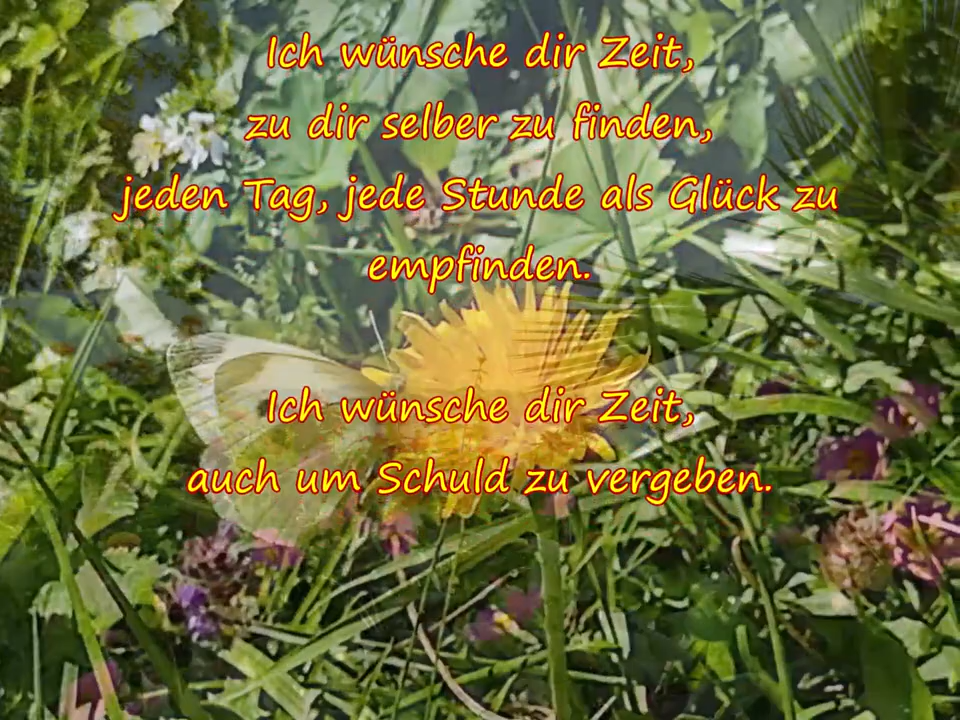 Ich wünsche dir Zeit,
zu dir selber zu finden,
jeden Tag, jede Stunde als Glück zu
empfinden.
Ich wünsche dir Zeit,
auch um Schuld zu vergeben.